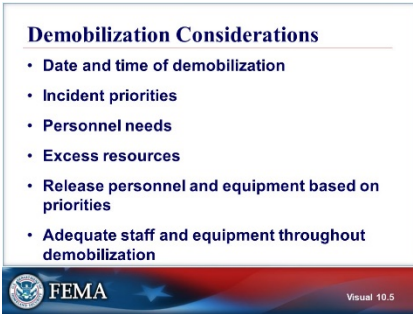 Demobilization Considerations
• Date and time of demobilization
• Incident priorities
• Personnel needs
• Excess resources
• Release personnel and equipment based on
priorities
• Adequate staff and equipment throughout
demobilization
FEMA
Visual 10.5